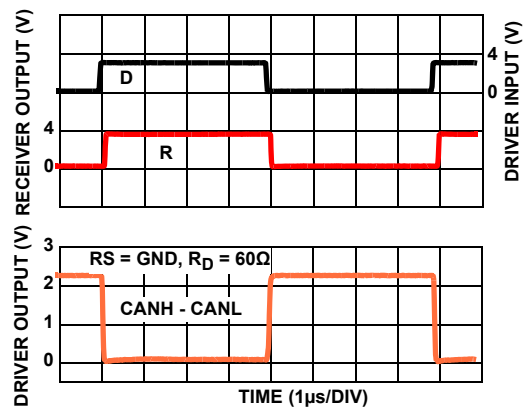 RECEIVER OUTPUT (V)
4
0
D
R
4
0
DRIVER INPUT (V)
DRIVER OUTPUT (V)
3
2
1
0
RS = GND, RD = 60Ω
CANH - CANL
TIME (1µs/DIV)